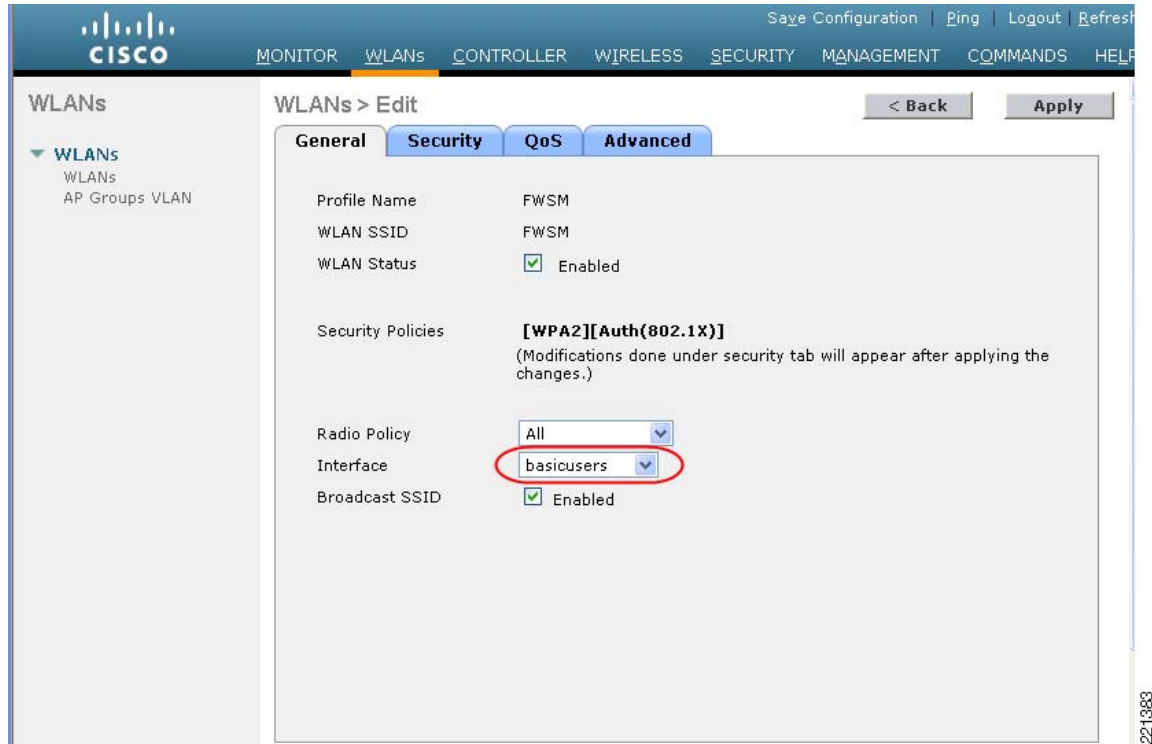 Save Configuration | Ping | Logout | Refresh
CISCO
MONITOR WLANs CONTROLLER WIRELESS SECURITY MANAGEMENT COMMANDS HELP
WLANs
WLANs > Edit
< Back
Apply
General
Security
QoS
Advanced
WLANs
WLANs
AP Groups VLAN
Profile Name FWSM
WLAN SSID FWSM
WLAN Status Enabled
Security Policies [WPA2][Auth(802.1X)]
(Modifications done under security tab will appear after applying the
changes.)
Radio Policy All
Interface basicusers
Broadcast SSID Enabled
221383